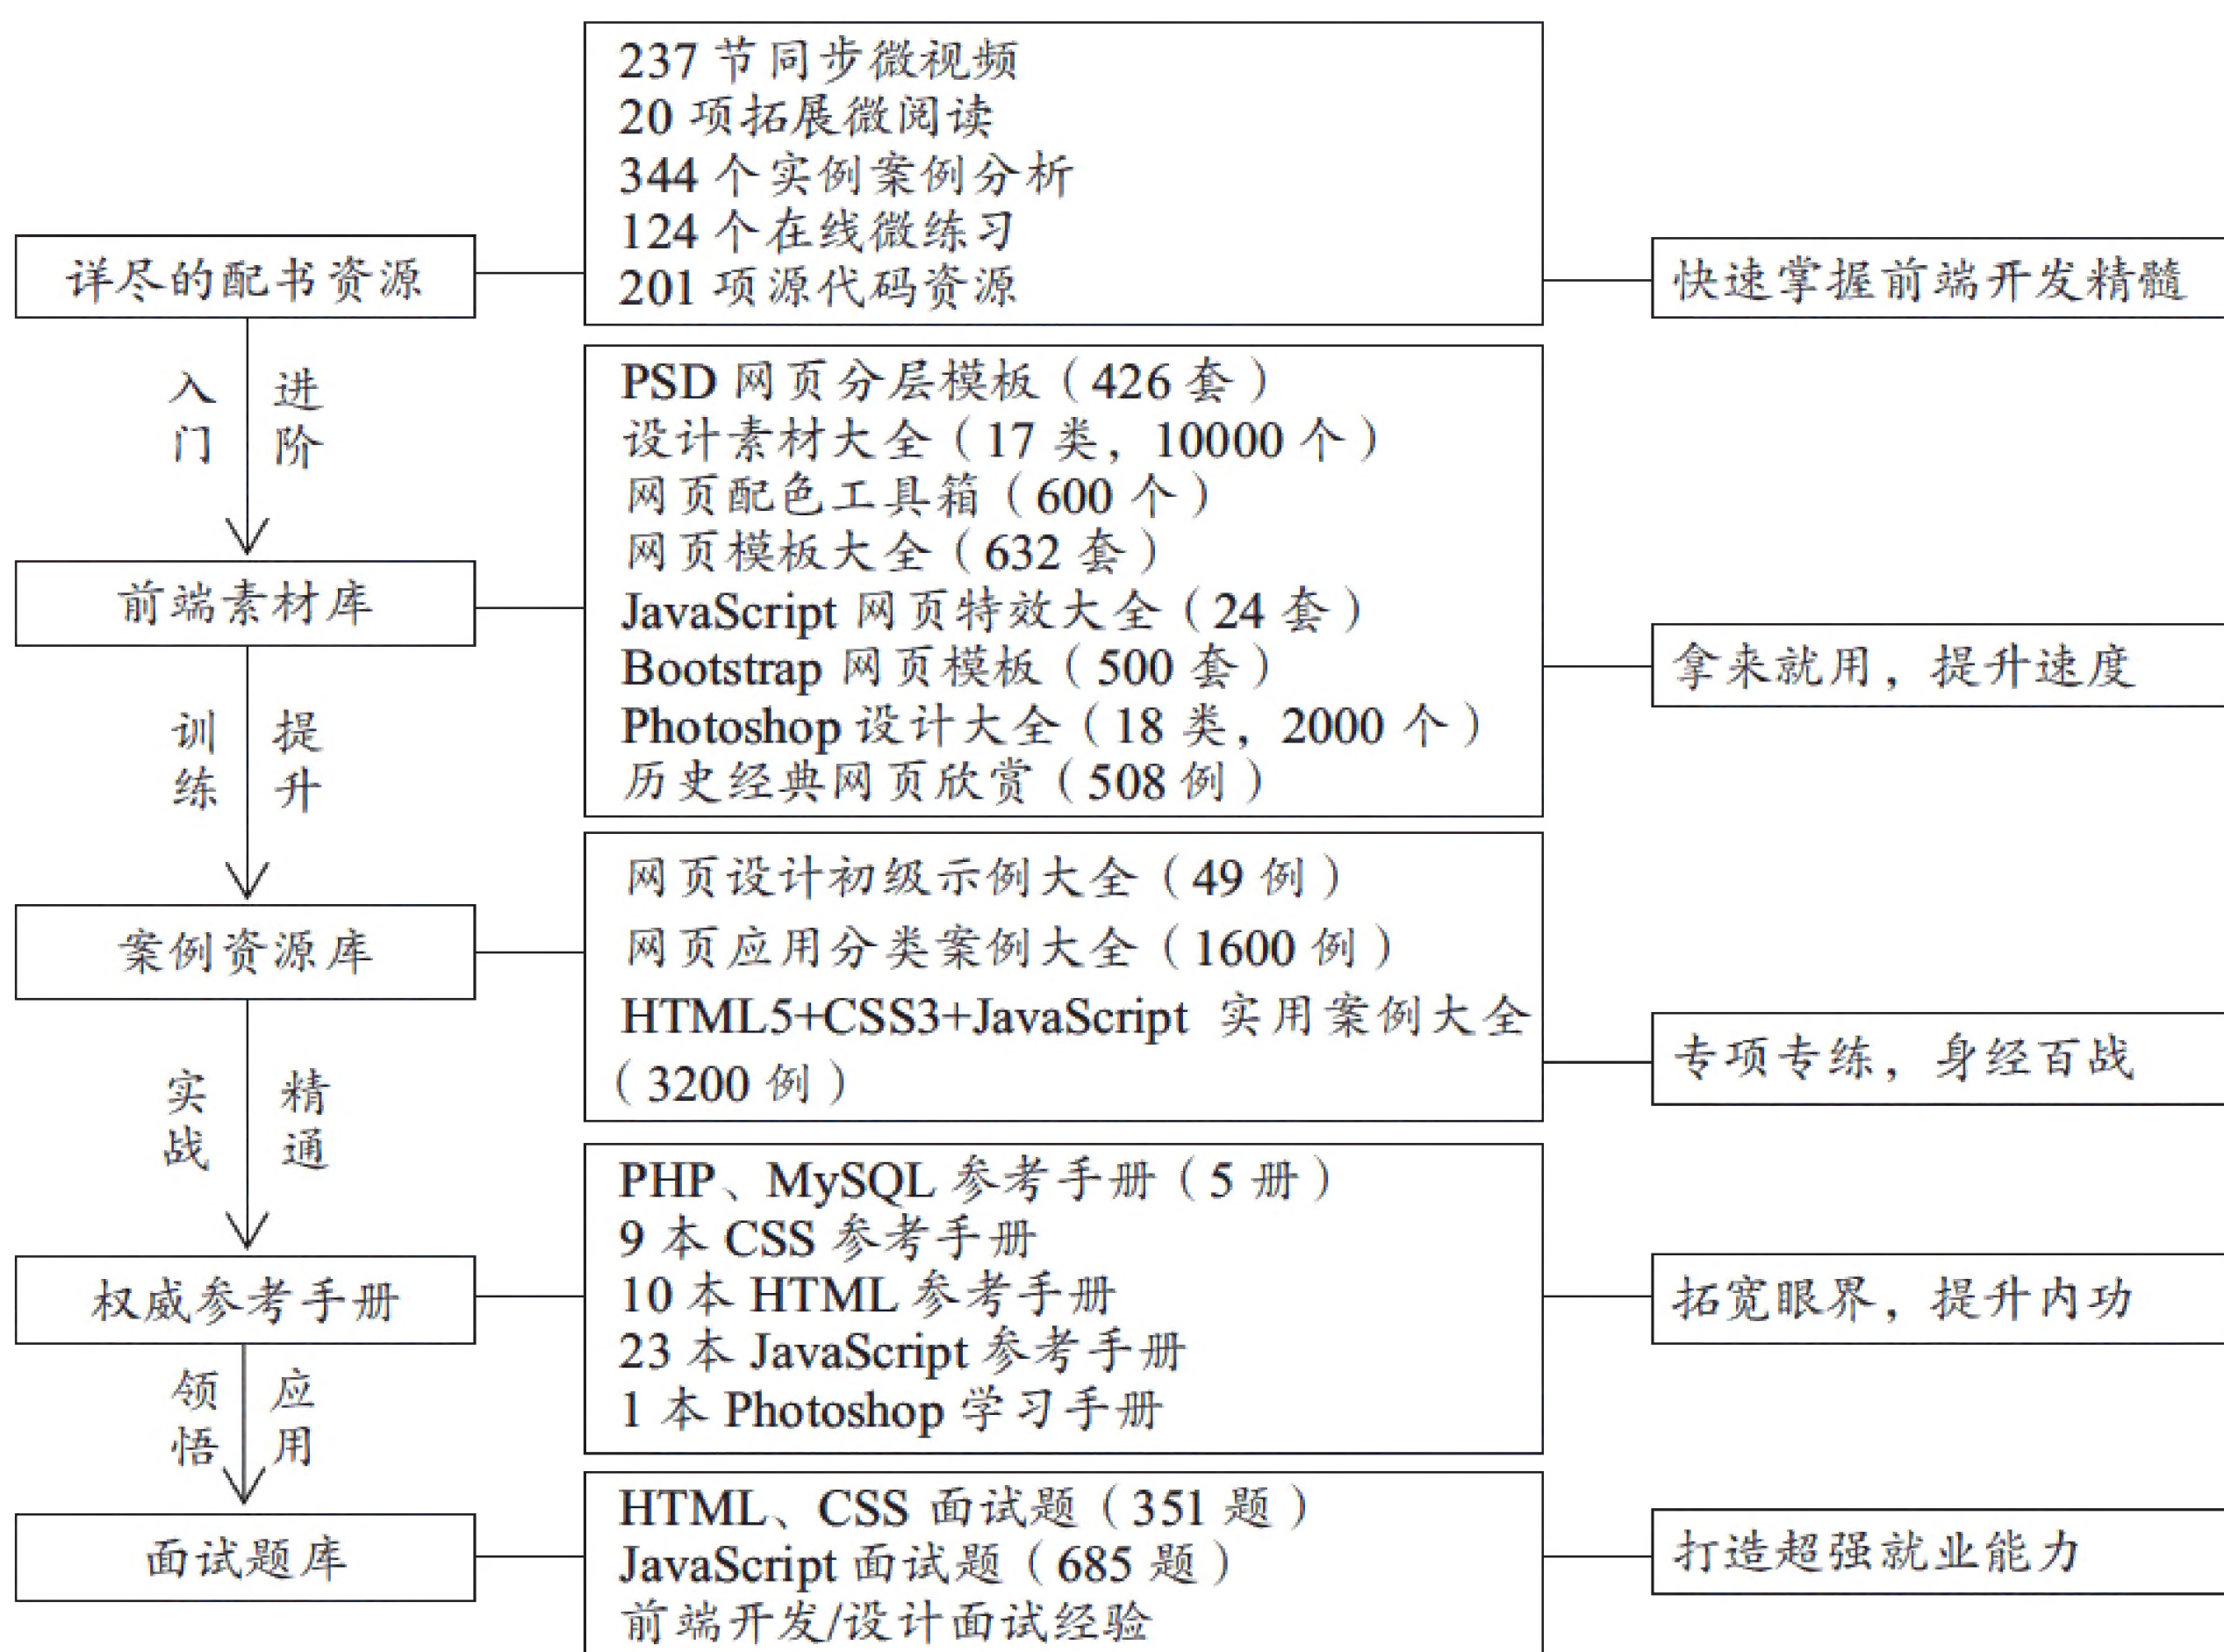 详尽的配书资源
237 节同步微视频
20 项拓展微阅读
344 个实例案例分析
124 个在线微练习
201 项源代码资源
快速掌握前端开发精髓
入门
进阶
前端素材库
PSD 网页分层模板（426 套）
设计素材大全（17 类，10000 个）
网页配色工具箱（600 个）
网页模板大全（632 套）
JavaScript 网页特效大全（24 套）
Bootstrap 网页模板（500 套）
Photoshop 设计大全（18 类，2000 个）
历史经典网页欣赏（508 例）
拿来就用，提升速度
训练
提升
案例资源库
网页设计初级示例大全（49 例）
网页应用分类案例大全（1600 例）
HTML5+CSS3+JavaScript 实用案例大全
（3200 例）
专项专练，身经百战
实战
精通
权威参考手册
PHP、MySQL 参考手册（5 册）
9 本 CSS 参考手册
10 本 HTML 参考手册
23 本 JavaScript 参考手册
1 本 Photoshop 学习手册
拓宽眼界，提升内功
领悟
应用
面试题库
HTML、CSS 面试题（351 题）
JavaScript 面试题（685 题）
前端开发/设计面试经验
打造超强就业能力